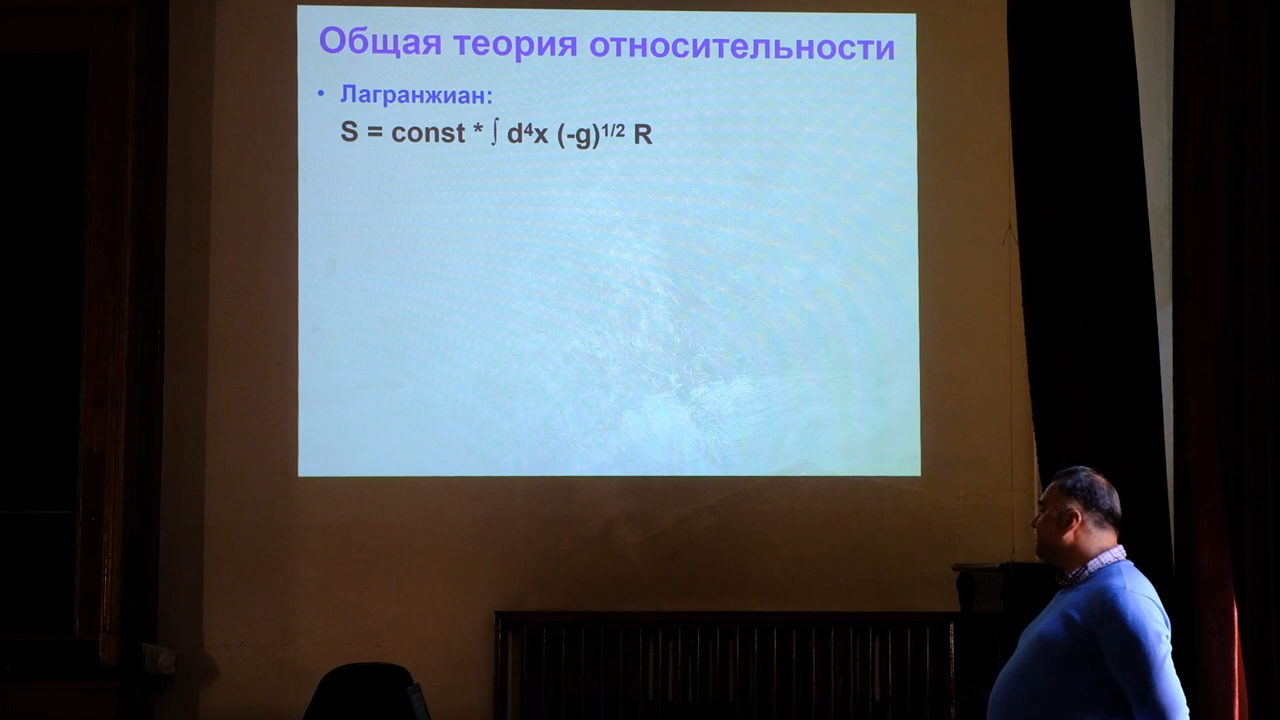 Общая теория относительности
• Лагранжиан:
S = const * ∫ d⁴x (-g)¹/² R